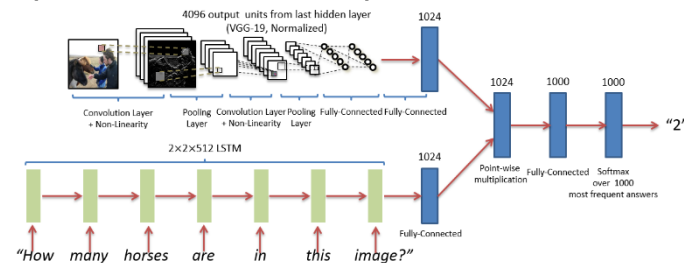 4096 output units from last hidden layer
(VGG-19, Normalized)
1024
Convolution Layer
+ Non-Linearity
Pooling
Layer
Convolution Layer
+ Non-Linearity
Pooling
Layer
Fully-Connected
Fully-Connected
2×2×512 LSTM
1024
Fully-Connected
1024
Point-wise
multiplication
1000
Fully-Connected
1000
Softmax
over 1000
most frequent answers
"2"
"How many horses are in this image?"